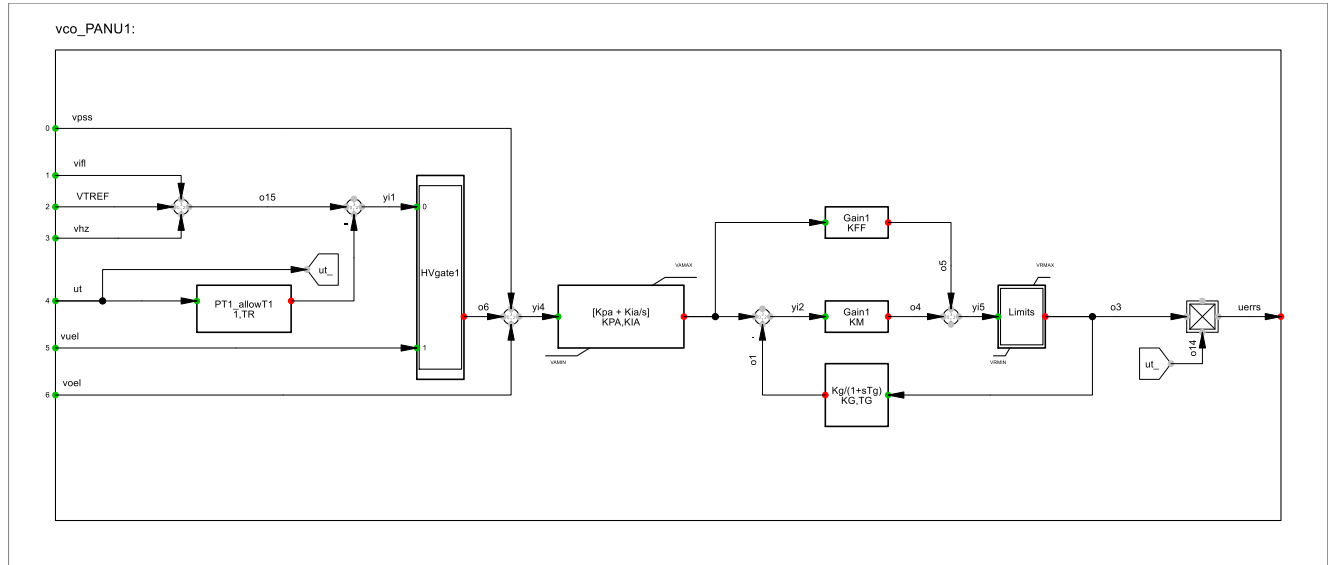 vco_PANU1:
vpss
0
vifl
1
VTREF
2
o15
yi1
0
vhz
3
-
ut_
ut
4
PT1_allowT1
1,TR
HVgate1
vuel
5
1
voel
6
o6
yi4
VAMAX
[Kpa + Kia/s]
KPA,KIA
VAMIN
Gain1
KFF
o5
yi2
-
o1
Gain1
KM
o4
yi5
VRMAX
Limits
VRMIN
Kg/(1+sTg)
KG,TG
o3
uerrs
ut_
o14